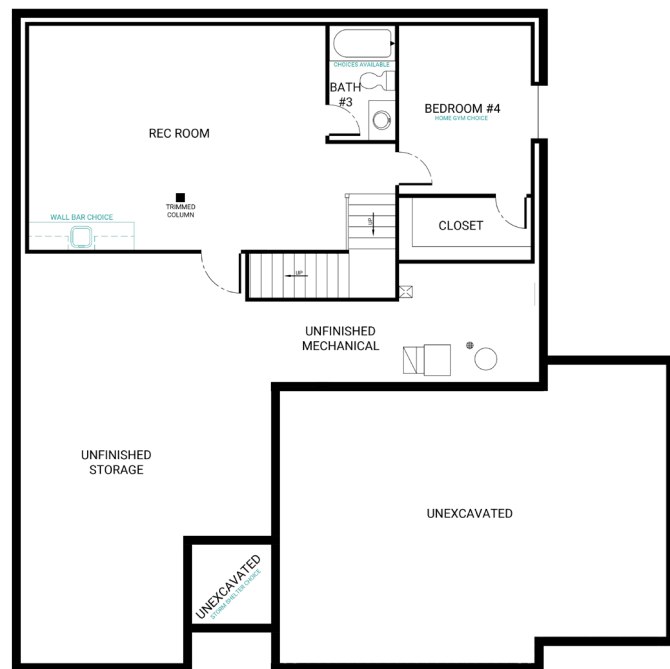 CHOICES AVAILABLE
BATH
#3
BEDROOM #4
HOME GYM CHOICE
REC ROOM
TRIMMED
COLUMN
WALL BAR CHOICE
UP
CLOSET
UP
UNFINISHED
MECHANICAL
UNFINISHED
STORAGE
UNEXCAVATED
UNEXCAVATED
STORM SHELTER CHOICE